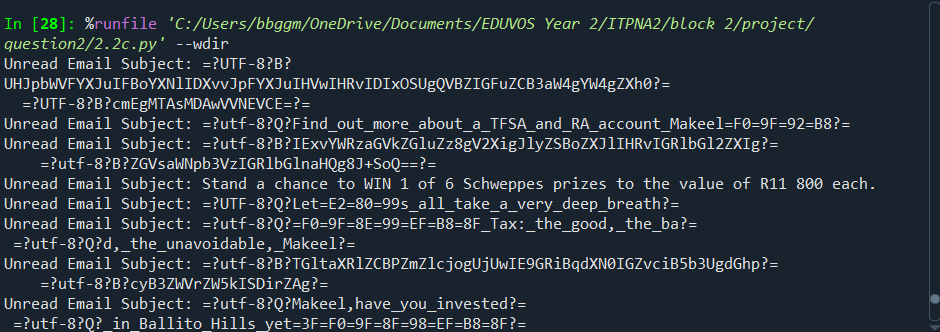 In [28]: %runfile 'C:/Users/bbggm/OneDrive/Documents/EDUVOS Year 2/ITPNA2/block 2/project/
question2/2.2c.py' --wdir
Unread Email Subject: =?UTF-8?B?
UHJpbWVFYXJuIFBoYXNlIDXvvJpFYXJuIHVwIHRvIDIxOSUgQVBZIGFuZCB3aW4gYW4gZXh0?=
 =?UTF-8?B?cmEgMTAsMDAwVVNEVCE=?=
Unread Email Subject: =?utf-8?Q?Find_out_more_about_a_TFSA_and_RA_account_Makeel=F0=9F=92=B8?=
Unread Email Subject: =?utf-8?B?IExvYWRzaGVkZGluZz8gV2XigJlyZSBoZXJlIHRvIGRlbGl2ZXIg?=
 =?utf-8?B?ZGVsaWNpb3VzIGRlbGlnaHQg8J+SoQ==?=
Unread Email Subject: Stand a chance to WIN 1 of 6 Schweppes prizes to the value of R11 800 each.
Unread Email Subject: =?UTF-8?Q?Let=E2=80=99s_all_take_a_very_deep_breath?=
Unread Email Subject: =?utf-8?Q?=F0=9F=8E=99=EF=B8=8F_Tax:_the_good,_the_ba?=
 =?utf-8?Q?d,_the_unavoidable,_Makeel?=
Unread Email Subject: =?utf-8?B?TGltaXRlZCBPZmZlcjogUjUwIE9GRiBqdXN0IGZvciB5b3UgdGhp?=
 =?utf-8?B?cyB3ZWVrZW5kISDirZAg?=
Unread Email Subject: =?utf-8?Q?Makeel,have_you_invested?=
 =?utf-8?Q?_in_Ballito_Hills_yet=3F=F0=9F=8F=98=EF=B8=8F?=